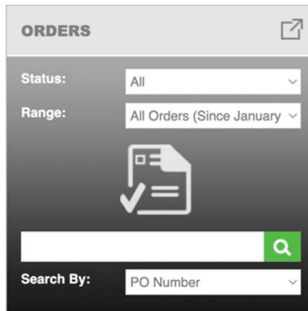 ORDERS
Status: All
Range: All Orders (Since January
Search By: PO Number